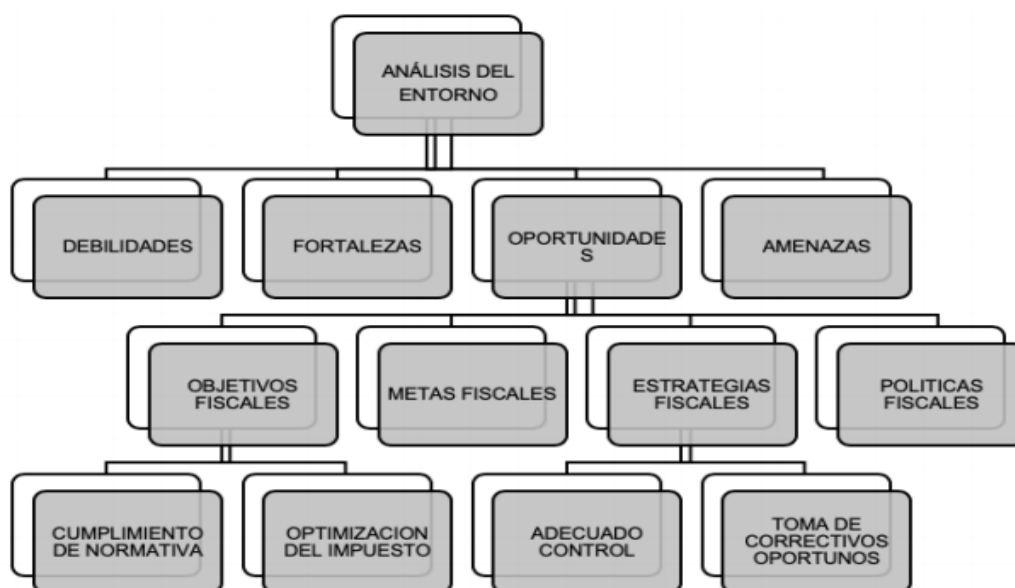 ANÁLISIS DEL
ENTORNO
DEBILIDADES
FORTALEZAS
OPORTUNIDADE
S
AMENAZAS
OBJETIVOS
FISCALES
METAS FISCALES
ESTRATEGIAS
FISCALES
POLITICAS
FISCALES
CUMPLIMIENTO
DE NORMATIVA
OPTIMIZACION
DEL IMPUESTO
ADECUADO
CONTROL
TOMA DE
CORRECTIVOS
OPORTUNOS